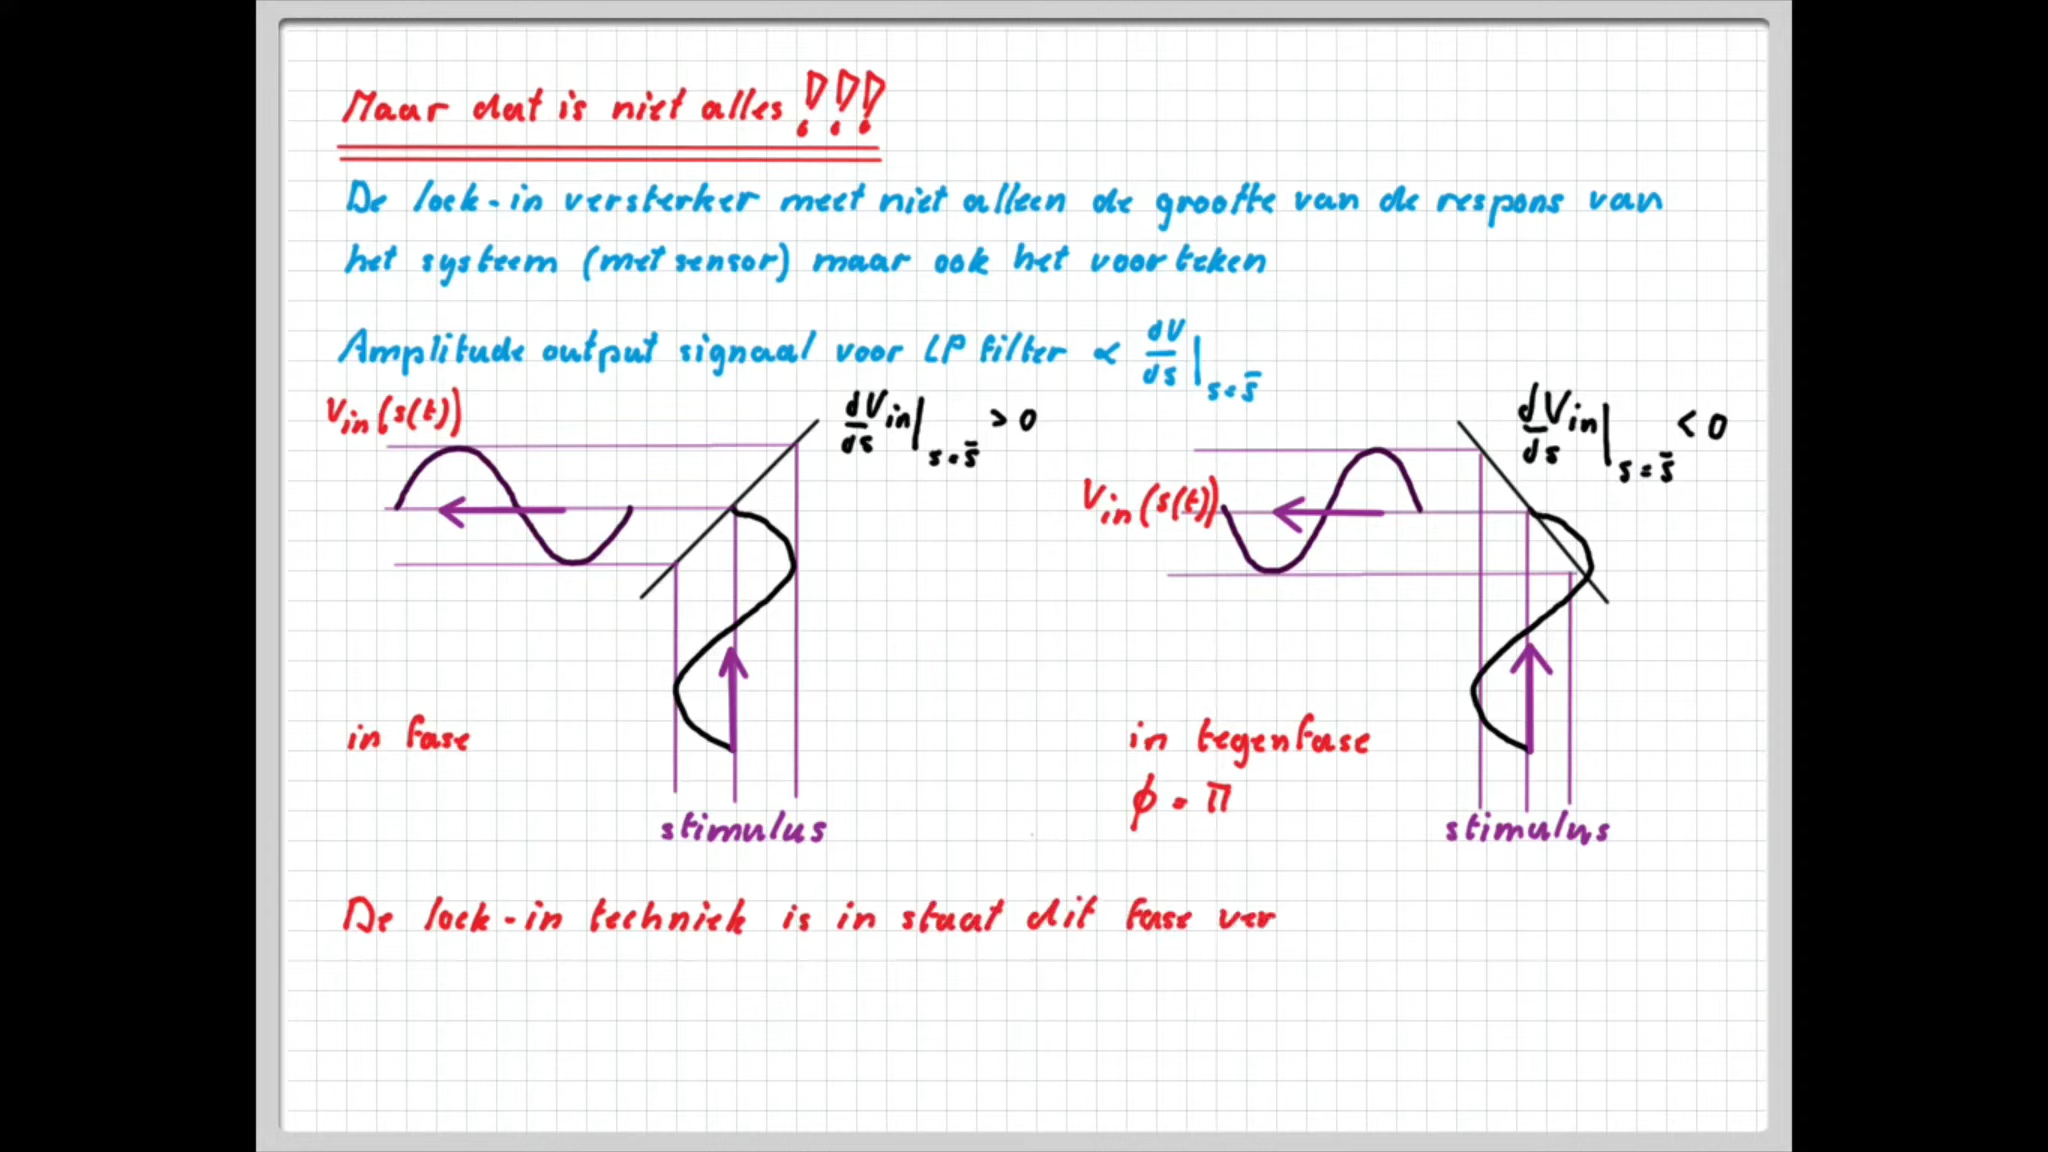 Maar dat is niet alles !!!
De lock-in versterker meet niet alleen de grootte van de respons van
het systeem (met sensor) maar ook het voorteken
Amplitude output signaal voor LP filter ∝ dV/ds|s=s̄
Vin(s(t))
dVin/ds|s=s̄ > 0
in fase
stimulus
dVin/ds|s=s̄ < 0
Vin(s(t))
in tegenfase
ϕ = π
stimulus
De lock-in techniek is in staat dit fase ver